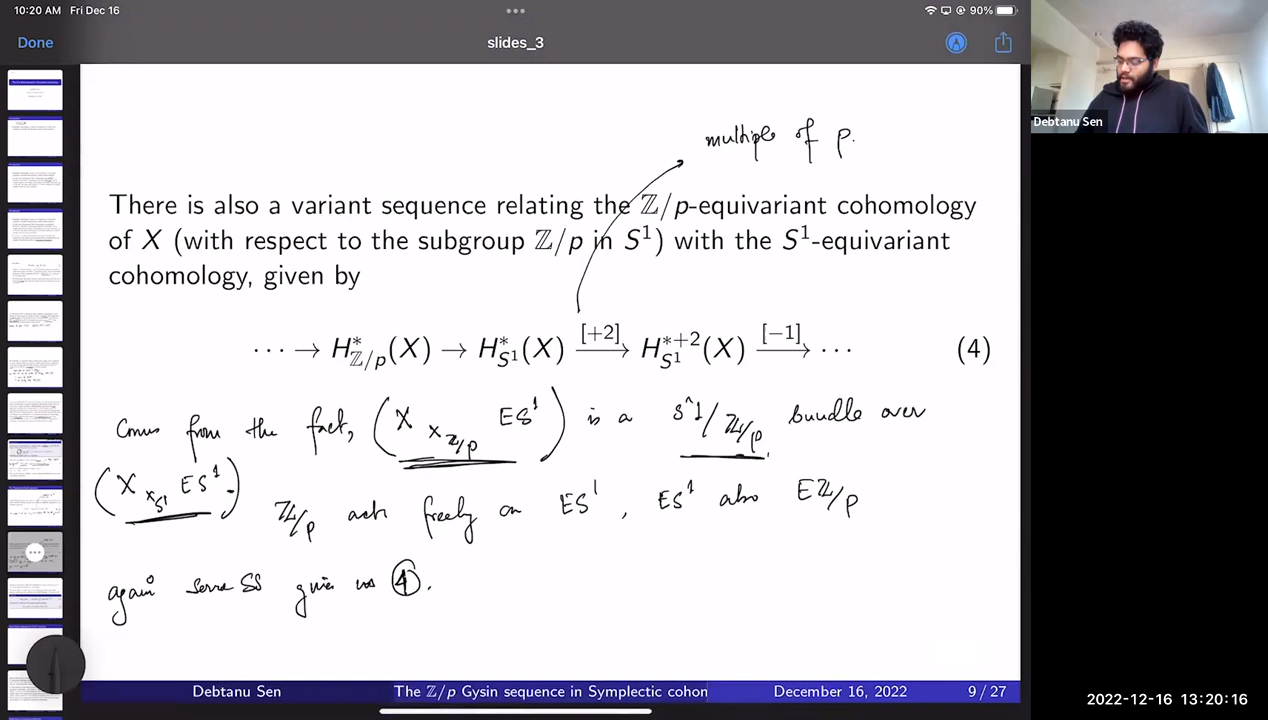 10:20 AM Fri Dec 16
90%
Done
slides_3
Debtanu Sen
multiple of p.
There is also a variant sequence relating the ℤ/p-equivariant cohomology
of X (with respect to the subgroup ℤ/p in S¹) with the S¹-equivariant
cohomology, given by
⋯ → H*_{ℤ/p}(X) → H*_{S¹}(X) --[+2]--> H^{*+2}_{S¹}(X) --[-1]--> ⋯ (4)
Comes from the fact, (X ×_{ℤ/p} ES¹) is a S^1/ℤ/p bundle over
(X ×_{S¹} ES¹). ℤ/p acts freely on ES¹, ES¹ also Eℤ/p
again Serre SS gives us ④.
Debtanu Sen The ℤ/p Gysin sequence in Symplectic cohom December 16, 2022 9 / 27
2022-12-16 13:20:16